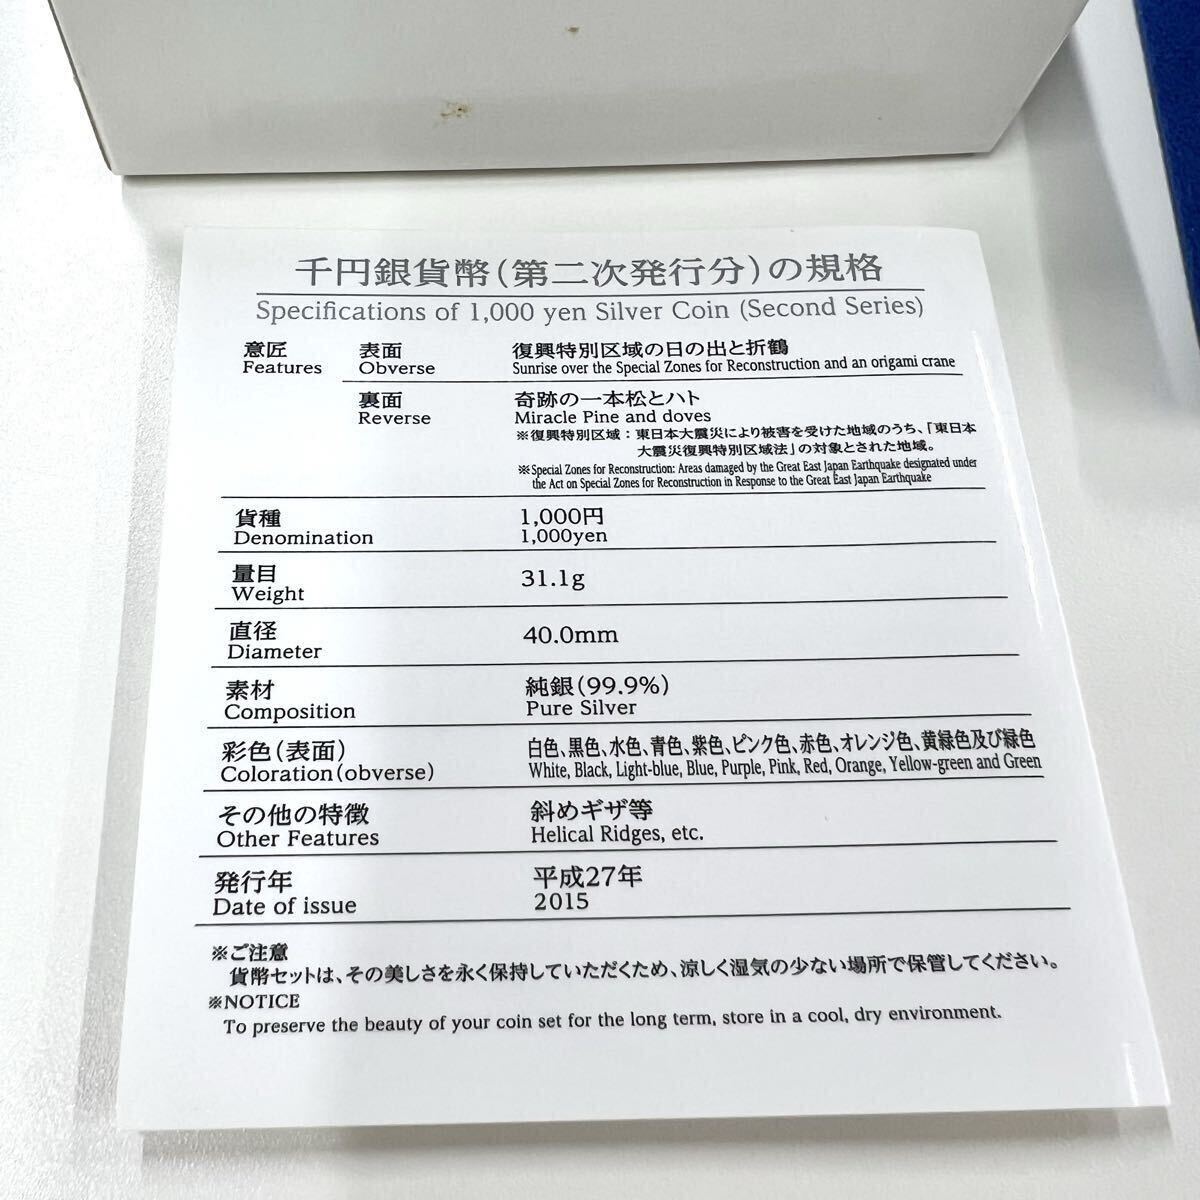 千円銀貨幣(第二次発行分)の規格
Specifications of 1,000 yen Silver Coin (Second Series)
意匠 表面 復興特別区域の日の出と折鶴
Features Obverse Sunrise over the Special Zones for Reconstruction and an origami crane
裏面 奇跡の一本松とハト
Reverse Miracle Pine and doves
※復興特別区域:東日本大震災により被害を受けた地域のうち、「東日本
大震災復興特別区域法」の対象とされた地域。
※Special Zones for Reconstruction: Areas damaged by the Great East Japan Earthquake designated under
the Act on Special Zones for Reconstruction in Response to the Great East Japan Earthquake
貨種 1,000円
Denomination 1,000yen
量目 31.1g
Weight
直径 40.0mm
Diameter
素材 純銀(99.9%)
Composition Pure Silver
彩色(表面) 白色、黒色、水色、青色、紫色、ピンク色、赤色、オレンジ色、黄緑色及び緑色
Coloration(obverse) White, Black, Light-blue, Blue, Purple, Pink, Red, Orange, Yellow-green and Green
その他の特徴 斜めギザ等
Other Features Helical Ridges, etc.
発行年 平成27年
Date of issue 2015
※ご注意
貨幣セットは、その美しさを永く保持していただくため、涼しく湿気の少ない場所で保管してください。
※NOTICE
To preserve the beauty of your coin set for the long term, store in a cool, dry environment.